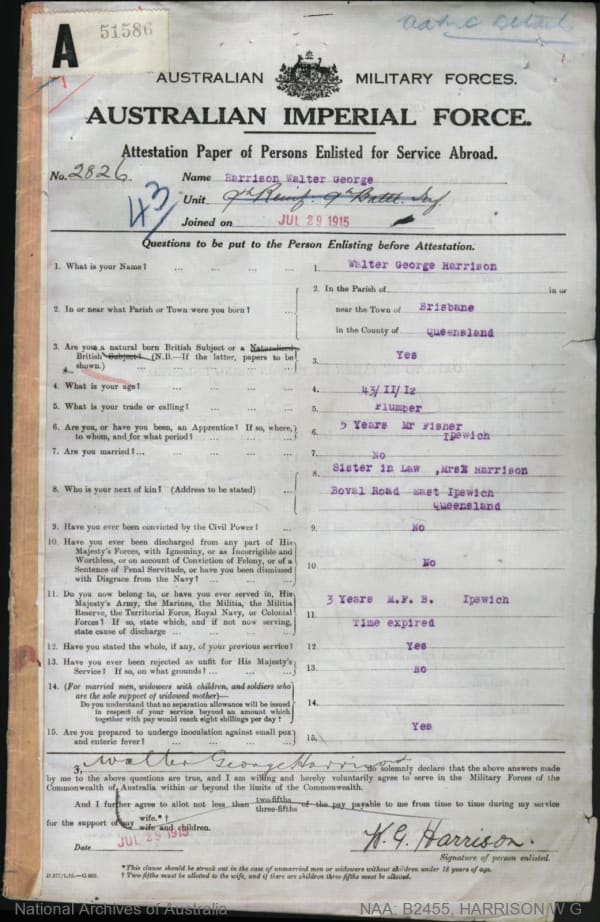 A 51586
AUSTRALIAN MILITARY FORCES.
AUSTRALIAN IMPERIAL FORCE.
Attestation Paper of Persons Enlisted for Service Abroad.
No. 2826 Name Harrison Walter George
43
Unit 9th Reinf. 9th Battl. Inf.
Joined on JUL 29 1915
Questions to be put to the Person Enlisting before Attestation.
1. What is your Name? ... ... ... ... 1. Walter George Harrison
2. In or near what Parish or Town were you born? ... 2. In the Parish of in or
near the Town of Brisbane
in the County of Queensland
3. Are you a natural born British Subject or a Naturalized
British Subject? (N.B.—If the latter, papers to be
shown.) 3. Yes
4. What is your age? ... ... ... ... 4. 43/II/I2
5. What is your trade or calling? ... ... ... 5. Plumber
6. Are you, or have you been, an Apprentice? If so, where,
to whom, and for what period? ... ... ... 6. 5 Years Mr Fisher
Ipswich
7. Are you married?... ... ... ... 7. No
8. Who is your next of kin? (Address to be stated) ... 8. Sister in Law ,MrsE Harrison
Boval Road East Ipswich
Queensland
9. Have you ever been convicted by the Civil Power? ... 9. No
10. Have you ever been discharged from any part of His
Majesty's Forces, with Ignominy, or as Incorrigible and
Worthless, or on account of Conviction of Felony, or of a
Sentence of Penal Servitude, or have you been dismissed
with Disgrace from the Navy? ... ... ... 10. No
11. Do you now belong to, or have you ever served in, His
Majesty's Army, the Marines, the Militia, the Militia
Reserve, the Territorial Force, Royal Navy, or Colonial
Forces? If so, state which, and if not now serving,
state cause of discharge ... ... ... ... 11. 3 Years M.F. B. Ipswich
Time expired
12. Have you stated the whole, if any, of your previous service? 12. Yes
13. Have you ever been rejected as unfit for His Majesty's
Service? If so, on what grounds? ... ... ... 13. No
14. (For married men, widowers with children, and soldiers who
are the sole support of widowed mother)—
Do you understand that no separation allowance will be issued
in respect of your service beyond an amount which
together with pay would reach eight shillings per day? 14.
15. Are you prepared to undergo inoculation against small pox
and enteric fever? ... ... ... ... 15. Yes
I, Walter George Harrison do solemnly declare that the above answers made
by me to the above questions are true, and I am willing and hereby voluntarily agree to serve in the Military Forces of the
Commonwealth of Australia within or beyond the limits of the Commonwealth.
And I further agree to allot not less than two-fifths three-fifths of the pay payable to me from time to time during my service
for the support of my wife.*† wife and children.
Date JUL 29 1915 W. G. Harrison.
Signature of person enlisted.
*This clause should be struck out in the case of unmarried men or widowers without children under 18 years of age.
† Two-fifths must be allotted to the wife, and if there are children three-fifths must be allotted.
National Archives of Australia NAA: B2455, HARRISON W G